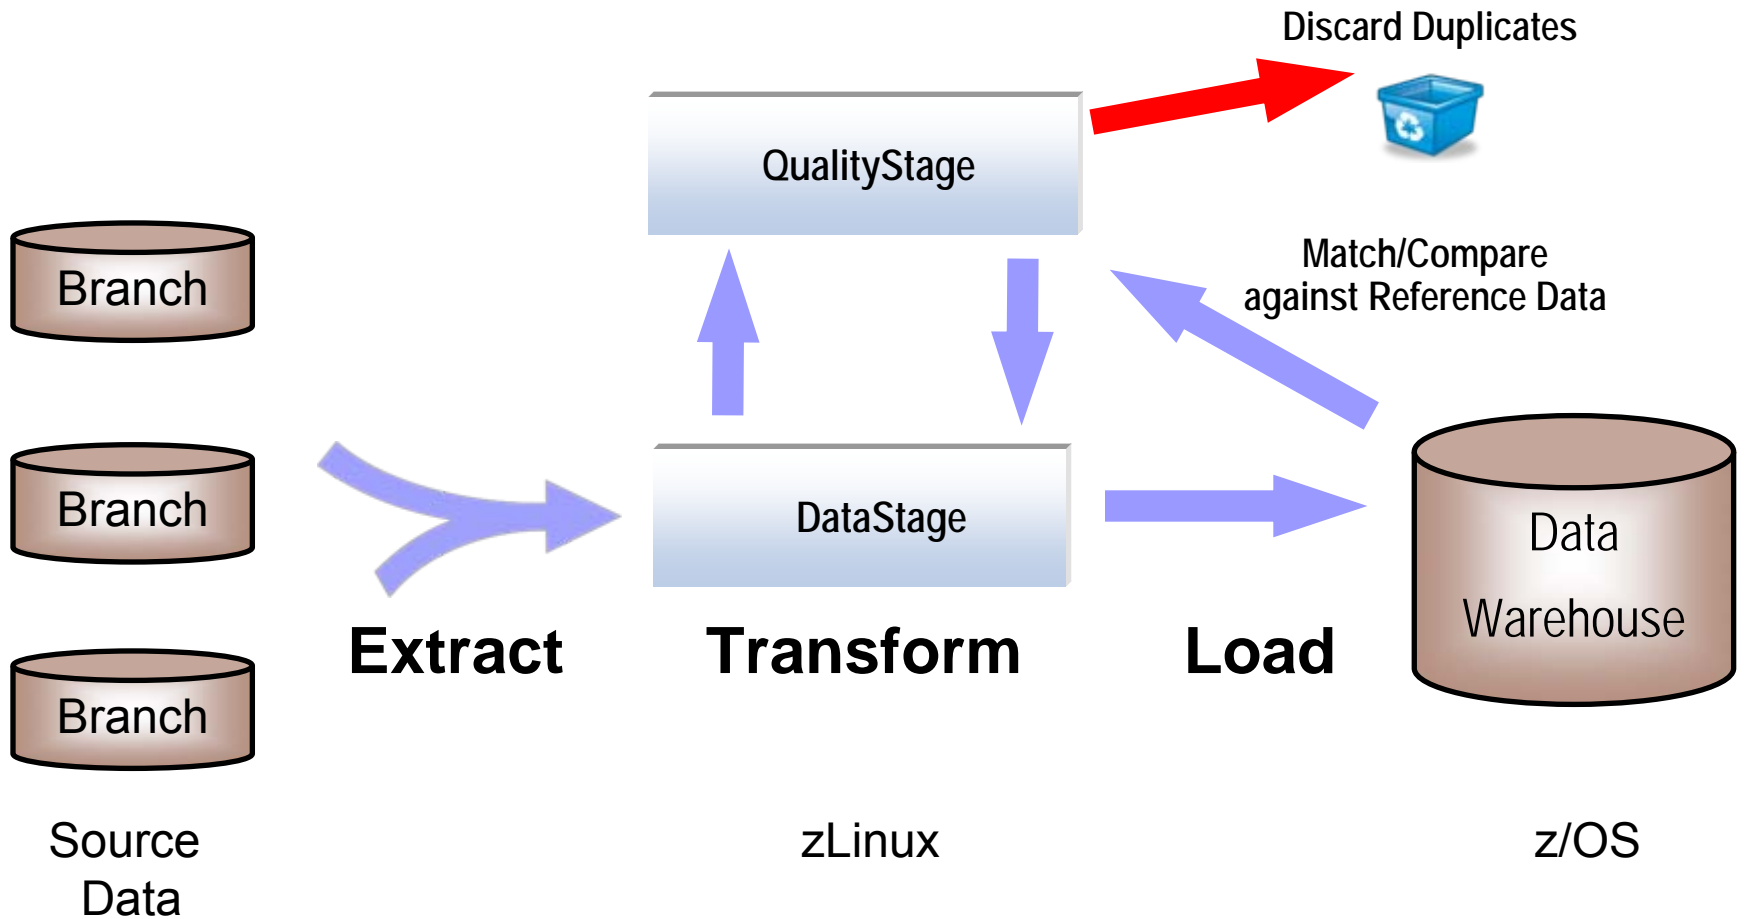 Discard Duplicates
QualityStage
Match/Compare
against Reference Data
Branch
Branch
Branch
DataStage
Data
Warehouse
Extract
Transform
Load
Source
Data
zLinux
z/OS